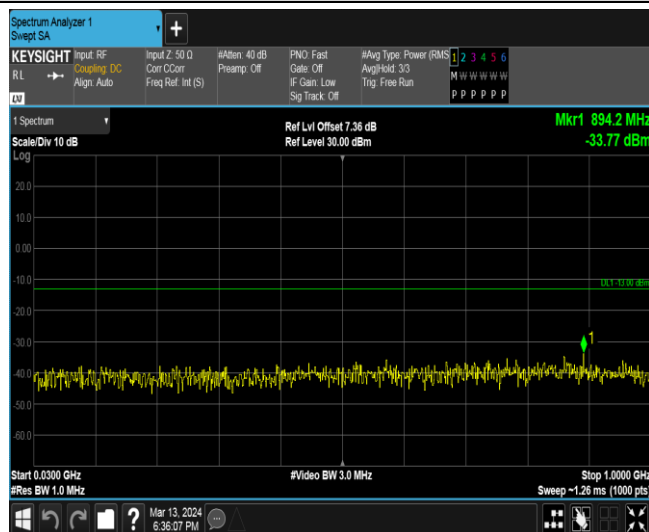 Spectrum Analyzer 1
Swept SA
+
KEYSIGHT Input: RF Input Z: 50 Ω #Atten: 40 dB PNO: Fast #Avg Type: Power (RMS 1 2 3 4 5 6
RL Coupling: DC Corr CCorr Preamp: Off Gate: Off Avg|Hold: 3/3 M W W W W W
Align: Auto Freq Ref: Int (S) IF Gain: Low Trig: Free Run
Sig Track: Off P P P P P P
LXI
1 Spectrum Ref Lvl Offset 7.36 dB Mkr1 894.2 MHz
Scale/Div 10 dB Ref Level 30.00 dBm -33.77 dBm
Log
20.0
10.0
0.00
-10.0
DL1 -13.00 dBm
-20.0
-30.0
1
-40.0
-50.0
-60.0
Start 0.0300 GHz #Video BW 3.0 MHz Stop 1.0000 GHz
#Res BW 1.0 MHz Sweep ~1.26 ms (1000 pts)
? Mar 13, 2024
6:36:07 PM